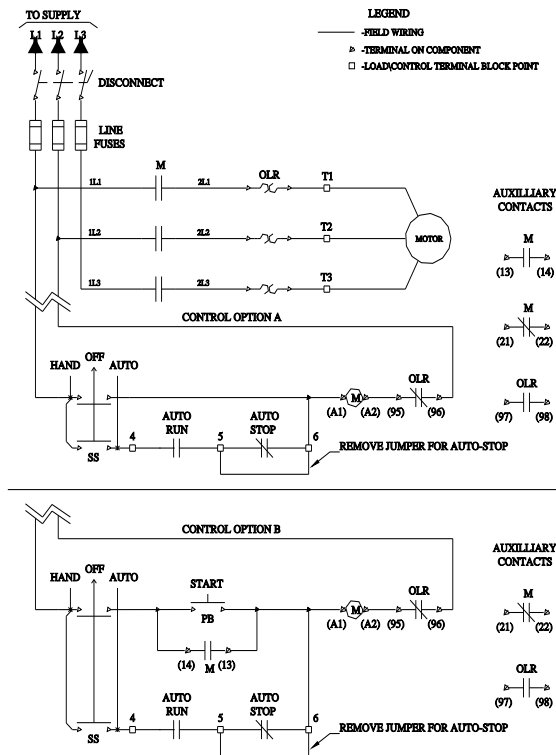 TO SUPPLY
L1 L2 L3
LEGEND
-FIELD WIRING
-TERMINAL ON COMPONENT
-LOAD\CONTROL TERMINAL BLOCK POINT
DISCONNECT
LINE
FUSES
M
OLR
T1
1L1
2L1
T2
1L2
2L2
MOTOR
T3
1L3
2L3
AUXILLIARY
CONTACTS
M
(13) (14)
M
(21) (22)
OLR
(97) (98)
CONTROL OPTION A
HAND OFF AUTO
OLR
M
(A1) (A2) (95) (96)
AUTO
RUN
AUTO
STOP
4
5
6
SS
REMOVE JUMPER FOR AUTO-STOP
CONTROL OPTION B
AUXILLIARY
CONTACTS
HAND OFF AUTO
START
PB
OLR
M
(A1) (A2) (95) (96)
M
(21) (22)
(14) M (13)
OLR
(97) (98)
AUTO
RUN
AUTO
STOP
4
5
6
SS
REMOVE JUMPER FOR AUTO-STOP